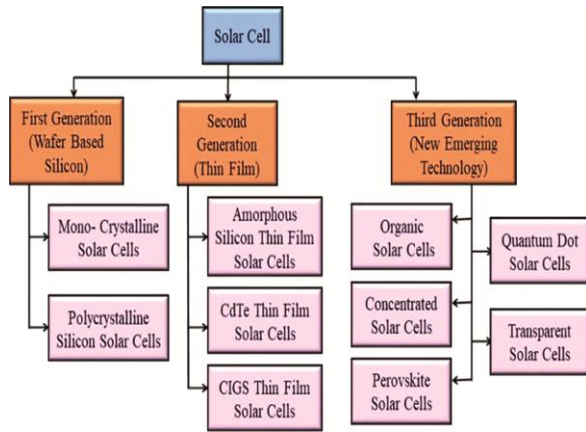 Solar Cell
First Generation
(Wafer Based
Silicon)
Second
Generation
(Thin Film)
Third Generation
(New Emerging
Technology)
Mono- Crystalline
Solar Cells
Polycrystalline
Silicon Solar Cells
Amorphous
Silicon Thin Film
Solar Cells
CdTe Thin Film
Solar Cells
CIGS Thin Film
Solar Cells
Organic
Solar Cells
Concentrated
Solar Cells
Perovskite
Solar Cells
Quantum Dot
Solar Cells
Transparent
Solar Cells